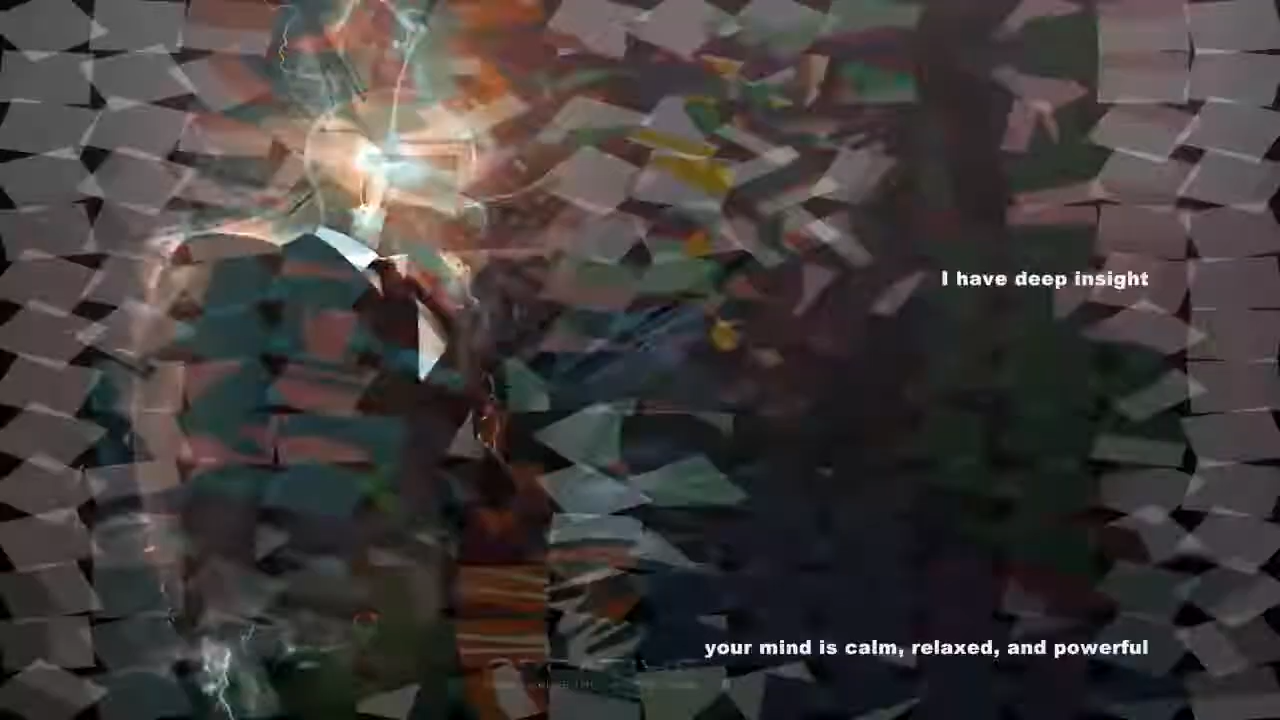 I have deep insight
your mind is calm, relaxed, and powerful